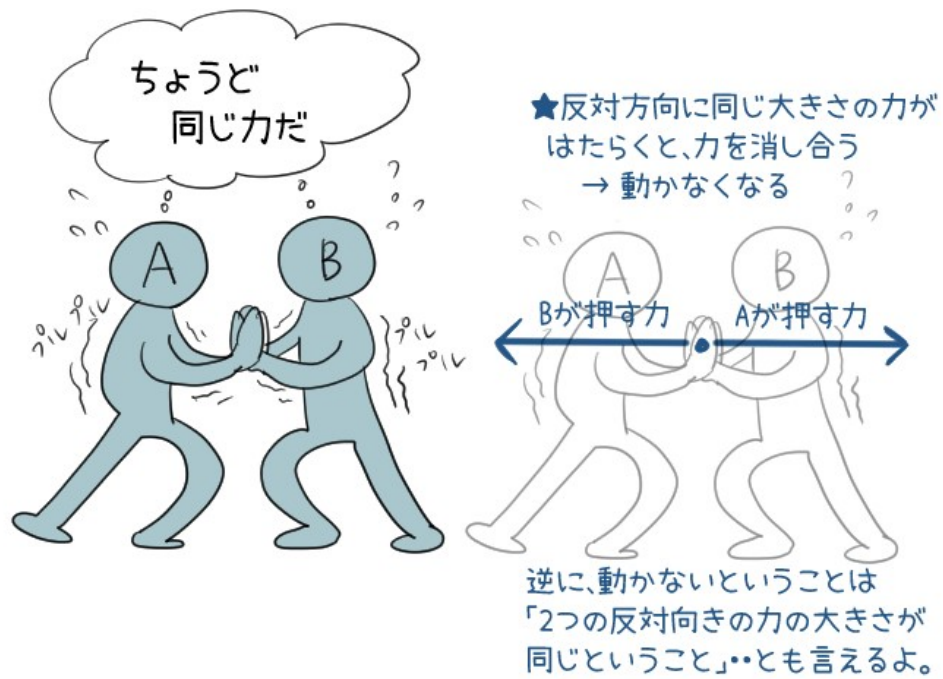 ちょうど
同じ力だ
A
B
プルプル
プル
プル
★反対方向に同じ大きさの力が
はたらくと、力を消し合う
→ 動かなくなる
A
B
Bが押す力
Aが押す力
逆に、動かないということは
「2つの反対向きの力の大きさが
同じということ」••とも言えるよ。